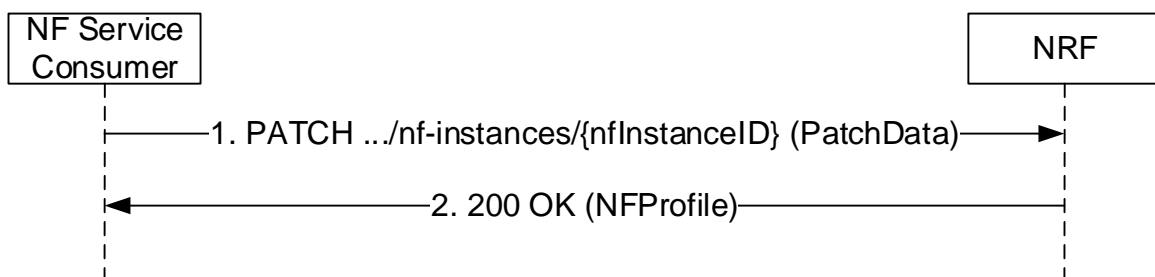 NF Service
Consumer
NRF
1. PATCH .../nf-instances/{nfInstanceID} (PatchData)
2. 200 OK (NFProfile)